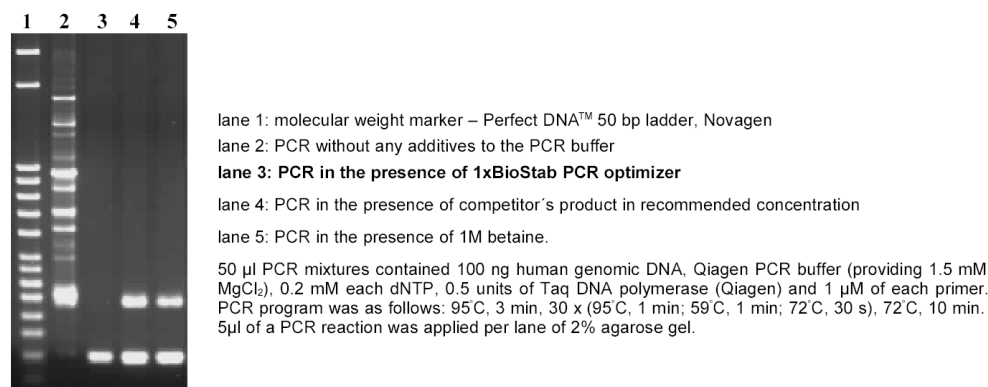 1 2 3 4 5
lane 1: molecular weight marker – Perfect DNA™ 50 bp ladder, Novagen
lane 2: PCR without any additives to the PCR buffer
lane 3: PCR in the presence of 1xBioStab PCR optimizer
lane 4: PCR in the presence of competitor´s product in recommended concentration
lane 5: PCR in the presence of 1M betaine.
50 µl PCR mixtures contained 100 ng human genomic DNA, Qiagen PCR buffer (providing 1.5 mM
MgCl₂), 0.2 mM each dNTP, 0.5 units of Taq DNA polymerase (Qiagen) and 1 µM of each primer.
PCR program was as follows: 95°C, 3 min, 30 x (95°C, 1 min; 59°C, 1 min; 72°C, 30 s), 72°C, 10 min.
5µl of a PCR reaction was applied per lane of 2% agarose gel.